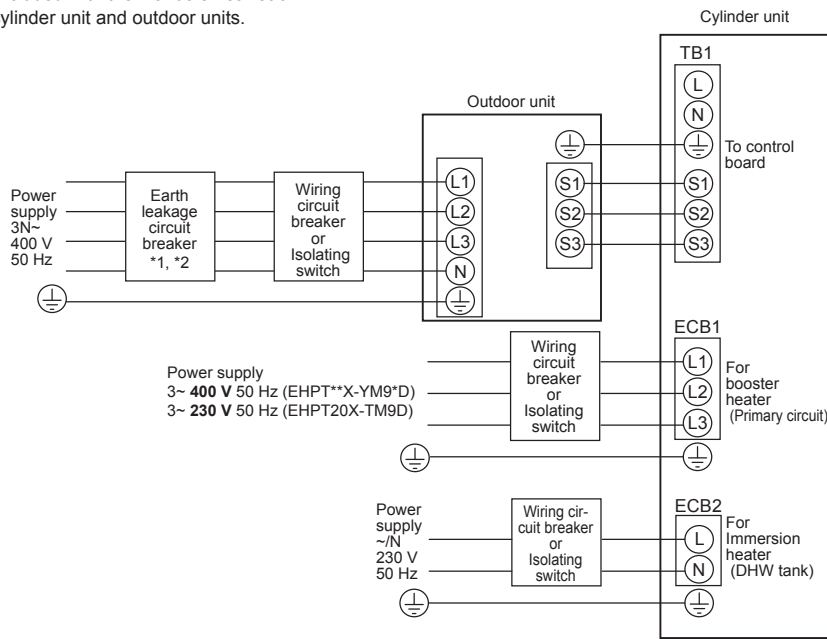 ylinder unit and outdoor units.
Cylinder unit
TB1
L
N
To control
board
S1
S2
S3
Outdoor unit
L1
L2
L3
N
S1
S2
S3
Power
supply
3N~
400 V
50 Hz
Earth
leakage
circuit
breaker
*1, *2
Wiring
circuit
breaker
or
Isolating
switch
Power supply
3~ 400 V 50 Hz (EHPT**X-YM9*D)
3~ 230 V 50 Hz (EHPT20X-TM9D)
Wiring
circuit
breaker
or
Isolating
switch
ECB1
L1
L2
L3
For
booster
heater
(Primary circuit)
Power
supply
~/N
230 V
50 Hz
Wiring cir-
cuit breaker
or
Isolating
switch
ECB2
L
N
For
Immersion
heater
(DHW tank)